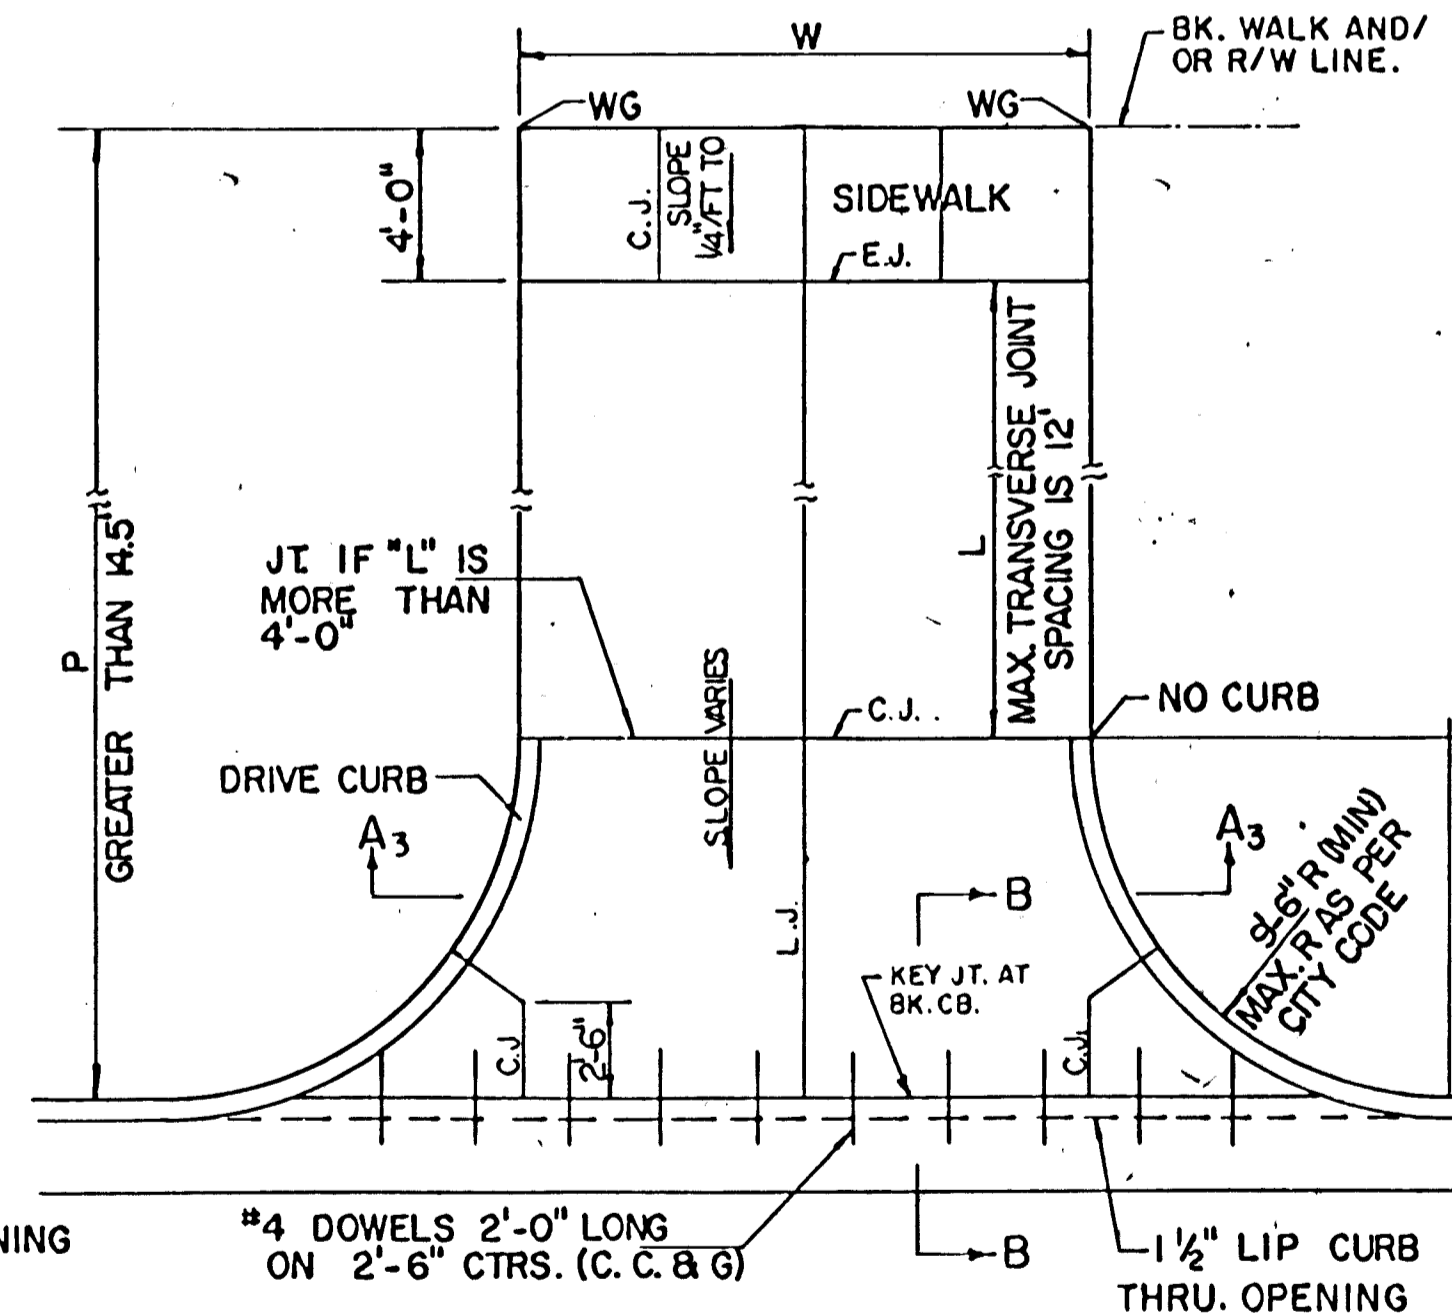 W
BK. WALK AND/
OR R/W LINE.
WG
WG
4'-0"
C.J.
SLOPE
1/4"/FT TO
SIDEWALK
E.J.
P
GREATER THAN 14.5'
JT. IF "L" IS
MORE THAN
4'-0"
L
MAX. TRANSVERSE JOINT
SPACING IS 12'
SLOPE VARIES
C.J.
NO CURB
DRIVE CURB
A3
A3
9'-6" R (MIN)
MAX. R AS PER
CITY CODE
B
L.J.
KEY JT. AT
BK. CB.
C.J.
2'-6"
C.J.
NING
#4 DOWELS 2'-0" LONG
ON 2'-6" CTRS. (C. C. & G)
B
1 1/2" LIP CURB
THRU. OPENING